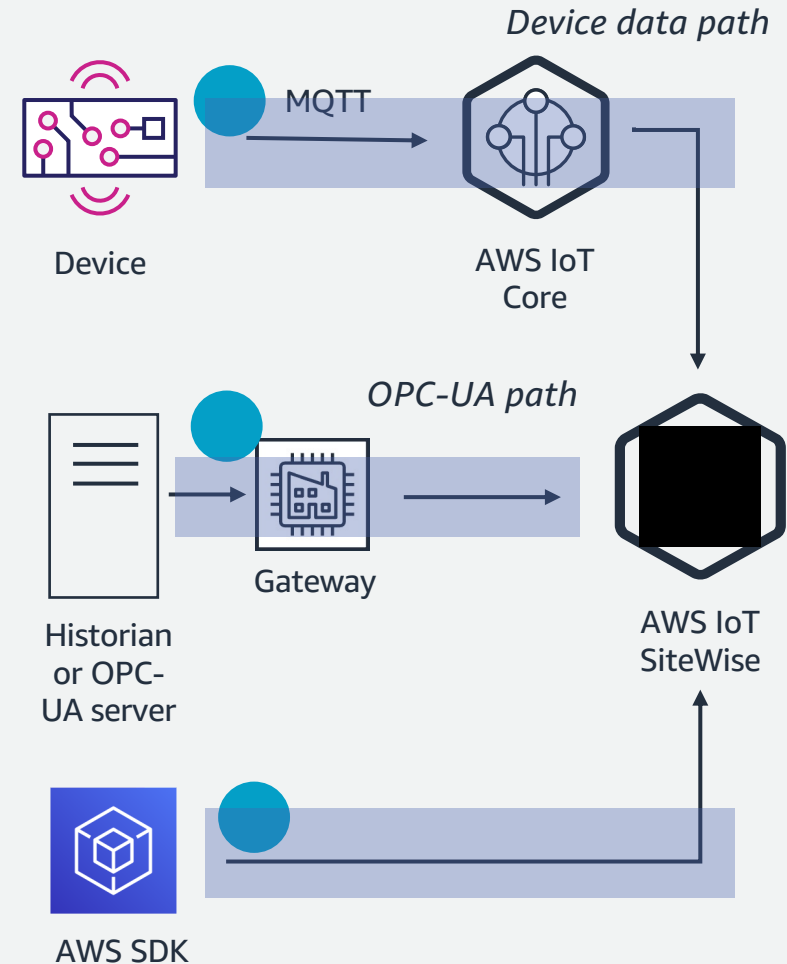 Device data path
MQTT
Device
AWS IoT
Core
OPC-UA path
Gateway
Historian
or OPC-
UA server
AWS IoT
SiteWise
AWS SDK